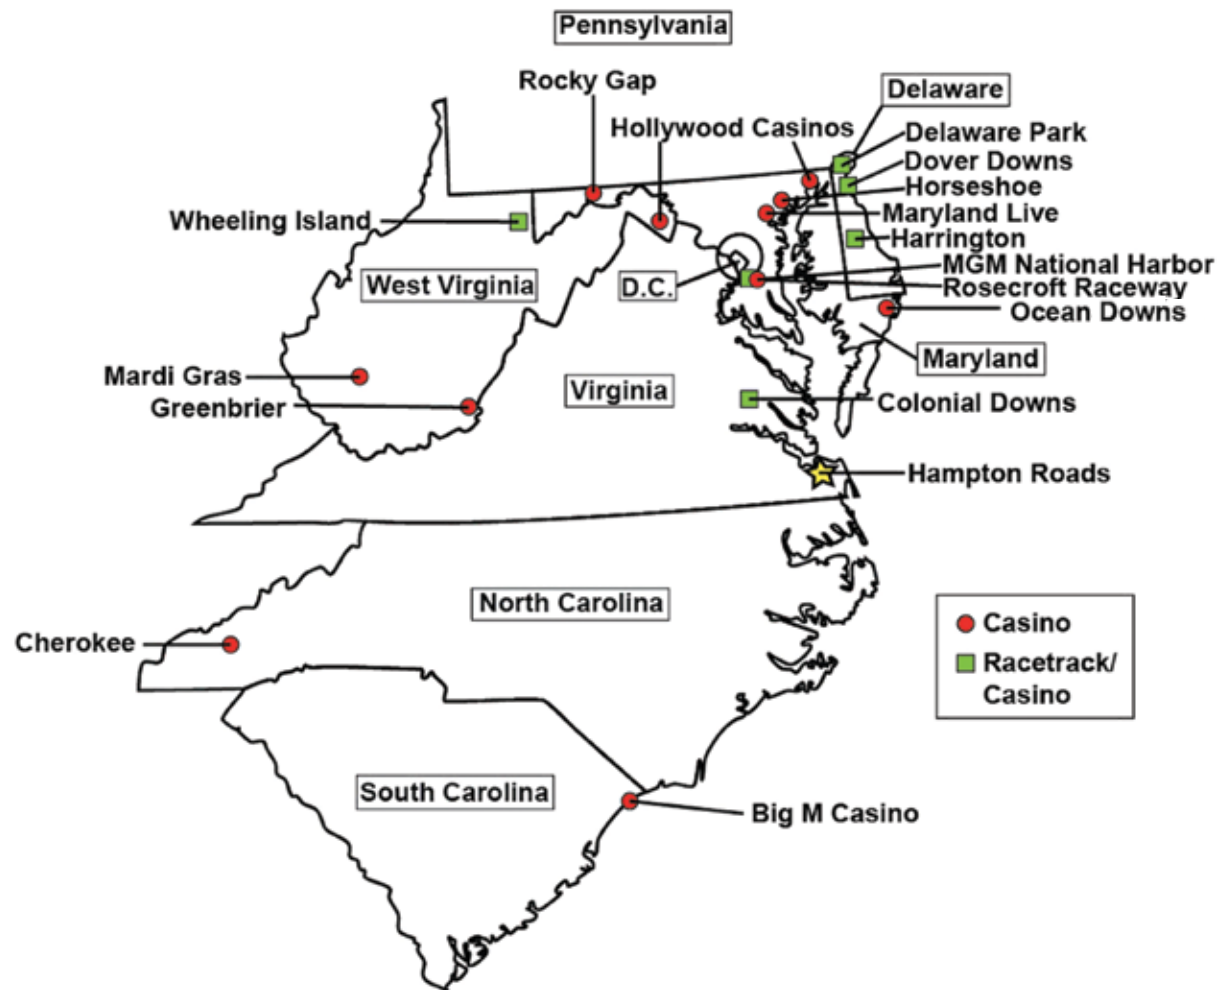 Pennsylvania
Rocky Gap
Delaware
Hollywood Casinos
Delaware Park
Dover Downs
Horseshoe
Wheeling Island
Maryland Live
Harrington
MGM National Harbor
West Virginia
D.C.
Rosecroft Raceway
Ocean Downs
Maryland
Mardi Gras
Virginia
Greenbrier
Colonial Downs
Hampton Roads
North Carolina
Cherokee
Casino
Racetrack/
Casino
South Carolina
Big M Casino